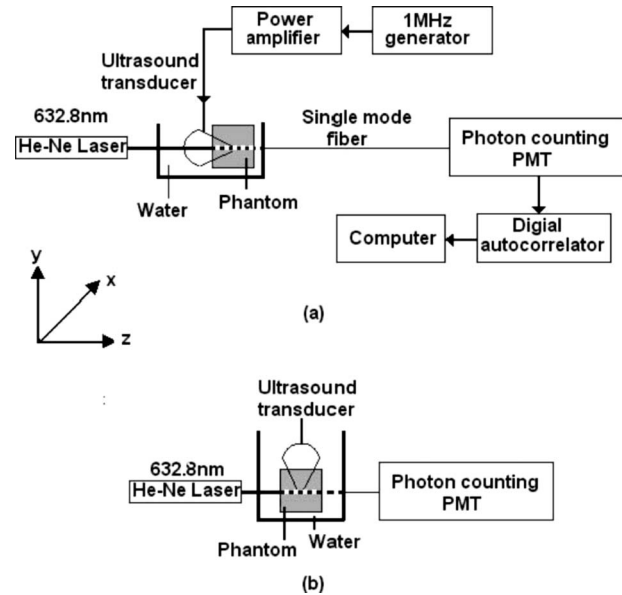 Power
amplifier
1MHz
generator
Ultrasound
transducer
632.8nm
He-Ne Laser
Single mode
fiber
Photon counting
PMT
Water
Phantom
Computer
Digial
autocorrelator
y
x
z
(a)
Ultrasound
transducer
632.8nm
He-Ne Laser
Photon counting
PMT
Phantom
Water
(b)